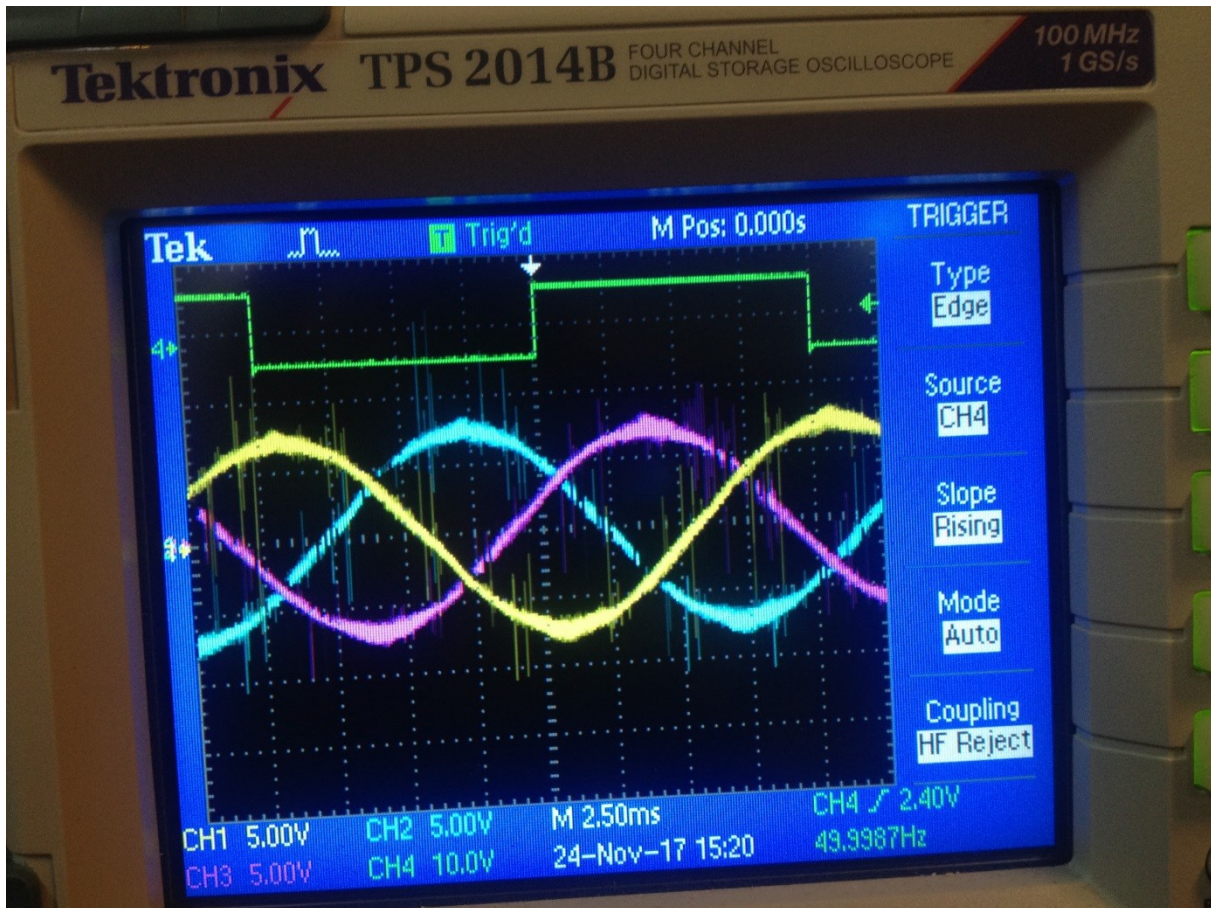 Tektronix TPS 2014B FOUR CHANNEL
DIGITAL STORAGE OSCILLOSCOPE
100 MHz
1 GS/s
Tek T Trig'd M Pos: 0.000s TRIGGER
Type
Edge
Source
CH4
Slope
Rising
Mode
Auto
Coupling
HF Reject
4
CH1 5.00V CH2 5.00V M 2.50ms CH4 2.40V
CH3 5.00V CH4 10.0V 24-Nov-17 15:20 49.9987Hz